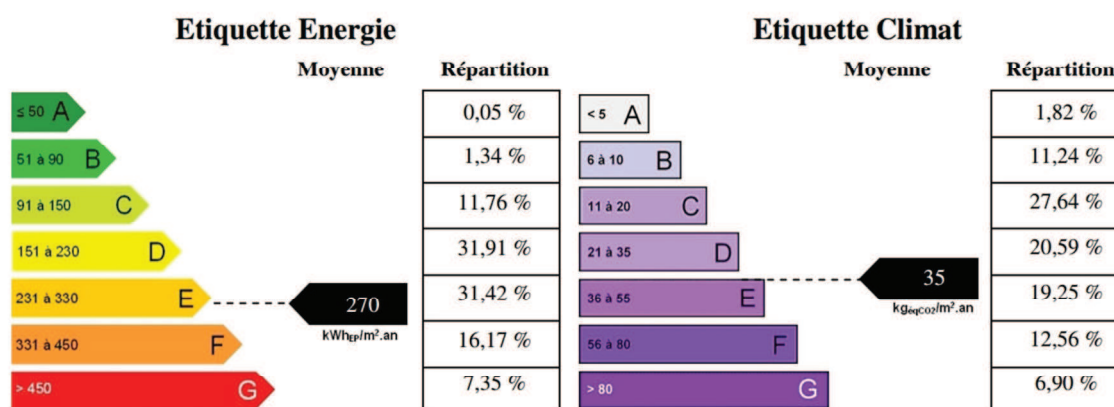 Etiquette Energie
Moyenne Répartition
≤ 50 A 0,05 %
51 à 90 B 1,34 %
91 à 150 C 11,76 %
151 à 230 D 31,91 %
231 à 330 E 270 31,42 %
kWhEP/m².an
331 à 450 F 16,17 %
> 450 G 7,35 %
Etiquette Climat
Moyenne Répartition
< 5 A 1,82 %
6 à 10 B 11,24 %
11 à 20 C 27,64 %
21 à 35 D 20,59 %
35
kgéqCO2/m².an
36 à 55 E 19,25 %
56 à 80 F 12,56 %
> 80 G 6,90 %